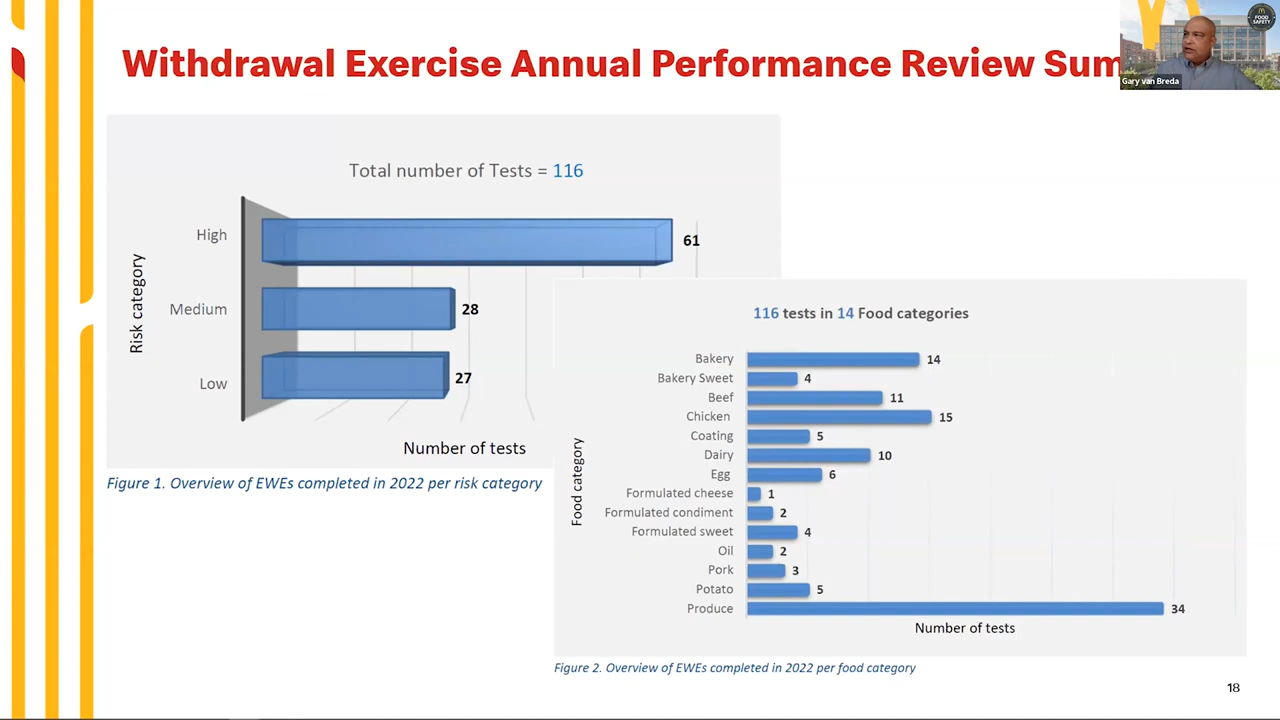 Withdrawal Exercise Annual Performance Review Sum
FOOD
SAFETY
Gary van Breda
Total number of Tests = 116
Risk category
High
61
Medium
28
Low
27
Number of tests
Figure 1. Overview of EWEs completed in 2022 per risk category
116 tests in 14 Food categories
Food category
Bakery 14
Bakery Sweet 4
Beef 11
Chicken 15
Coating 5
Dairy 10
Egg 6
Formulated cheese 1
Formulated condiment 2
Formulated sweet 4
Oil 2
Pork 3
Potato 5
Produce 34
Number of tests
Figure 2. Overview of EWEs completed in 2022 per food category
18